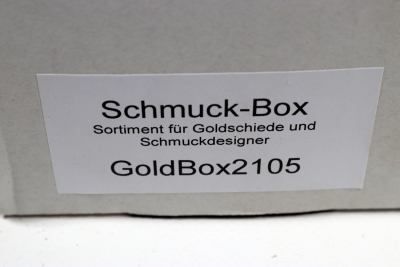 Schmuck-Box
Sortiment für Goldschiede und
Schmuckdesigner
GoldBox2105